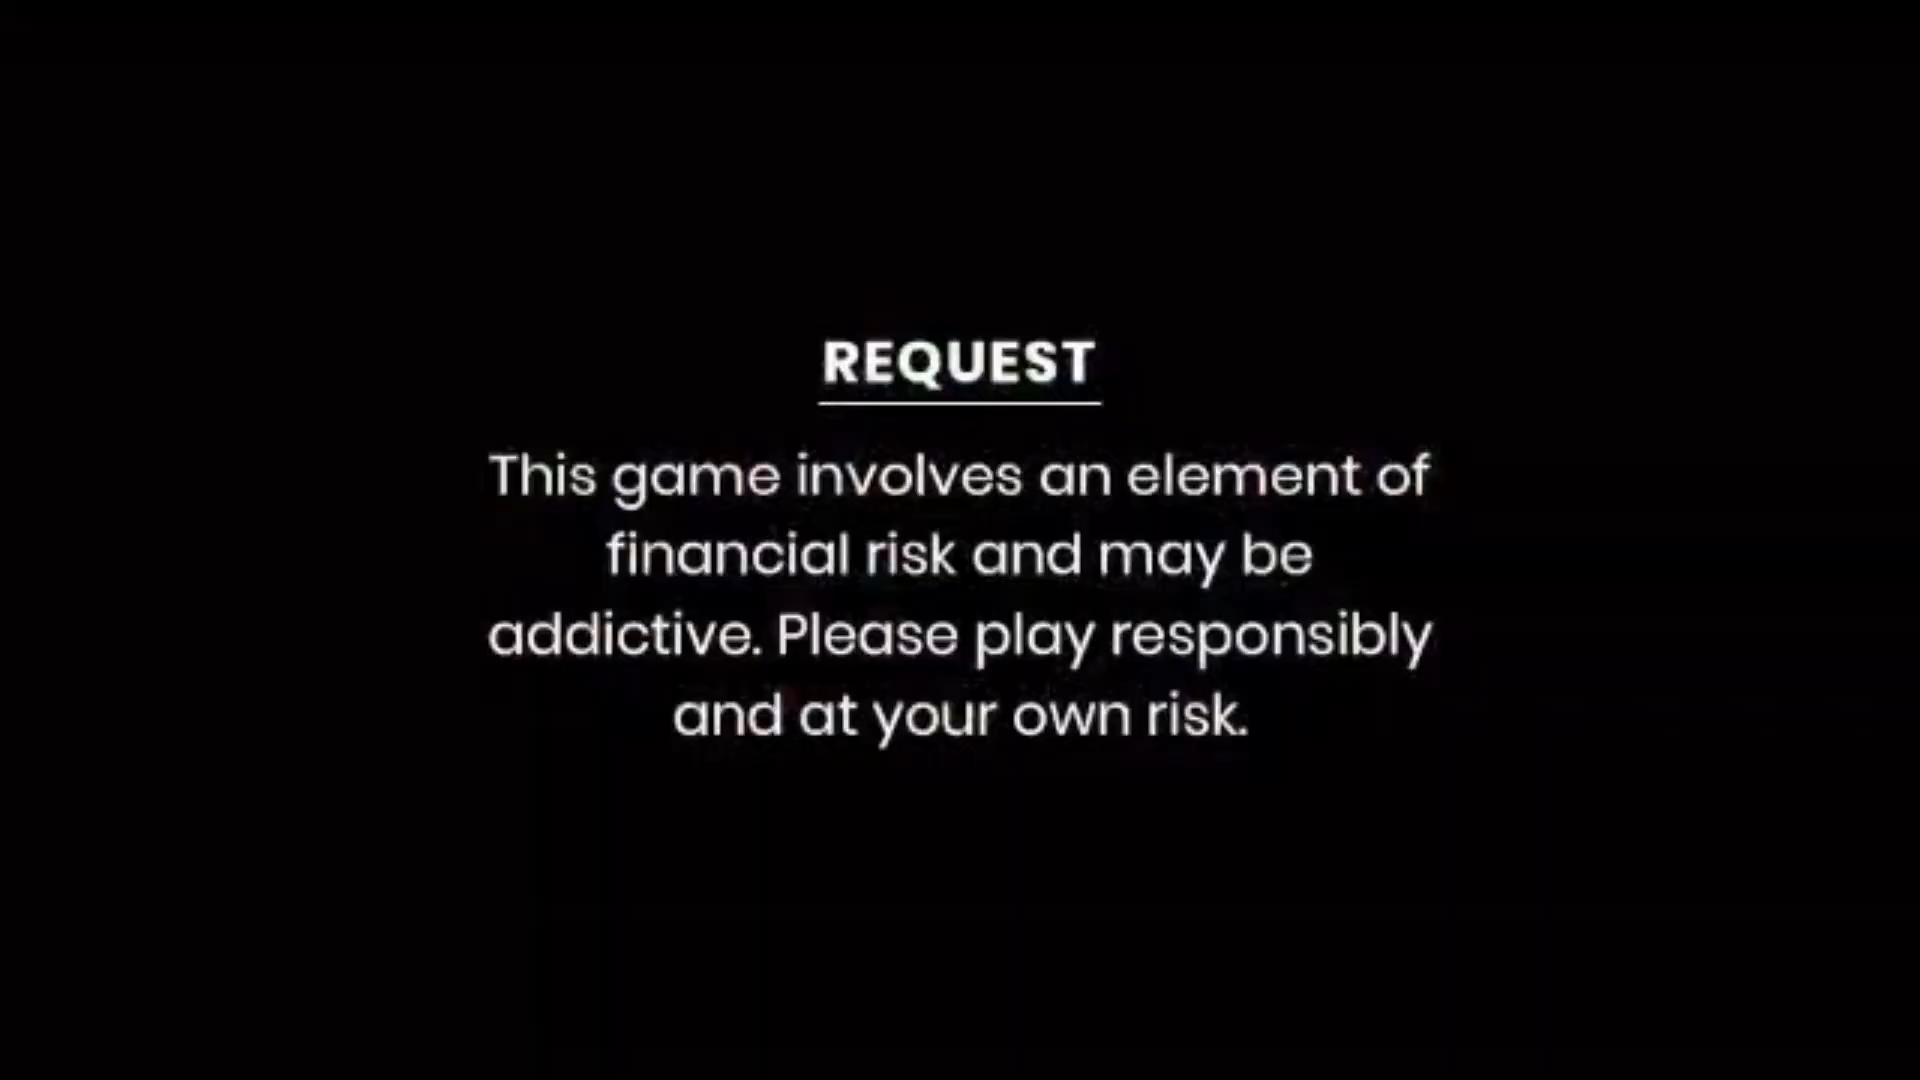 REQUEST
This game involves an element of
financial risk and may be
addictive. Please play responsibly
and at your own risk.